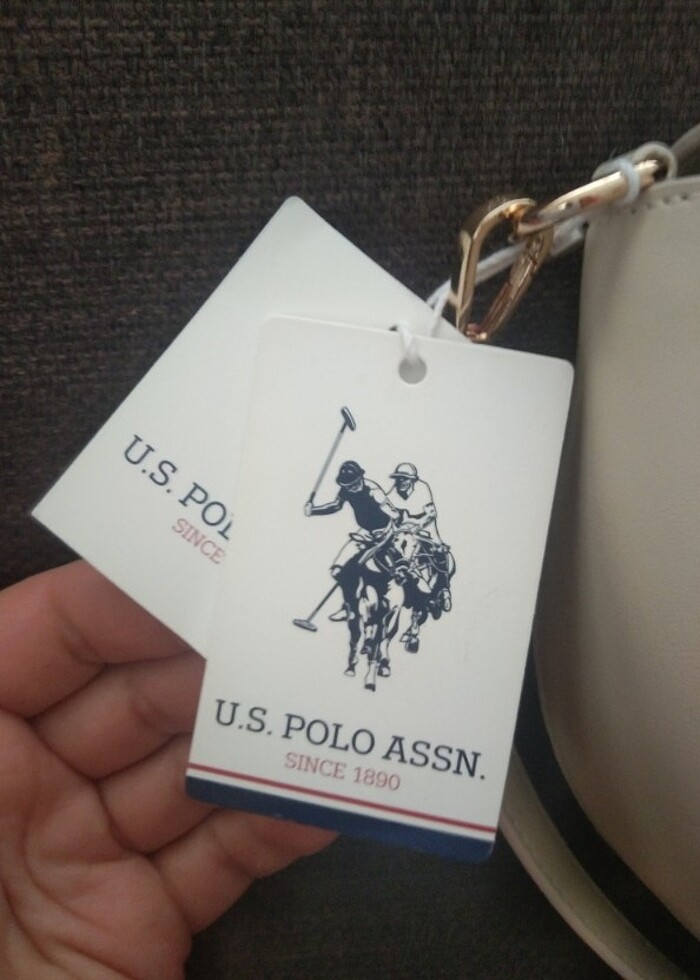 U.S. POL
SINCE
U.S. POLO ASSN.
SINCE 1890